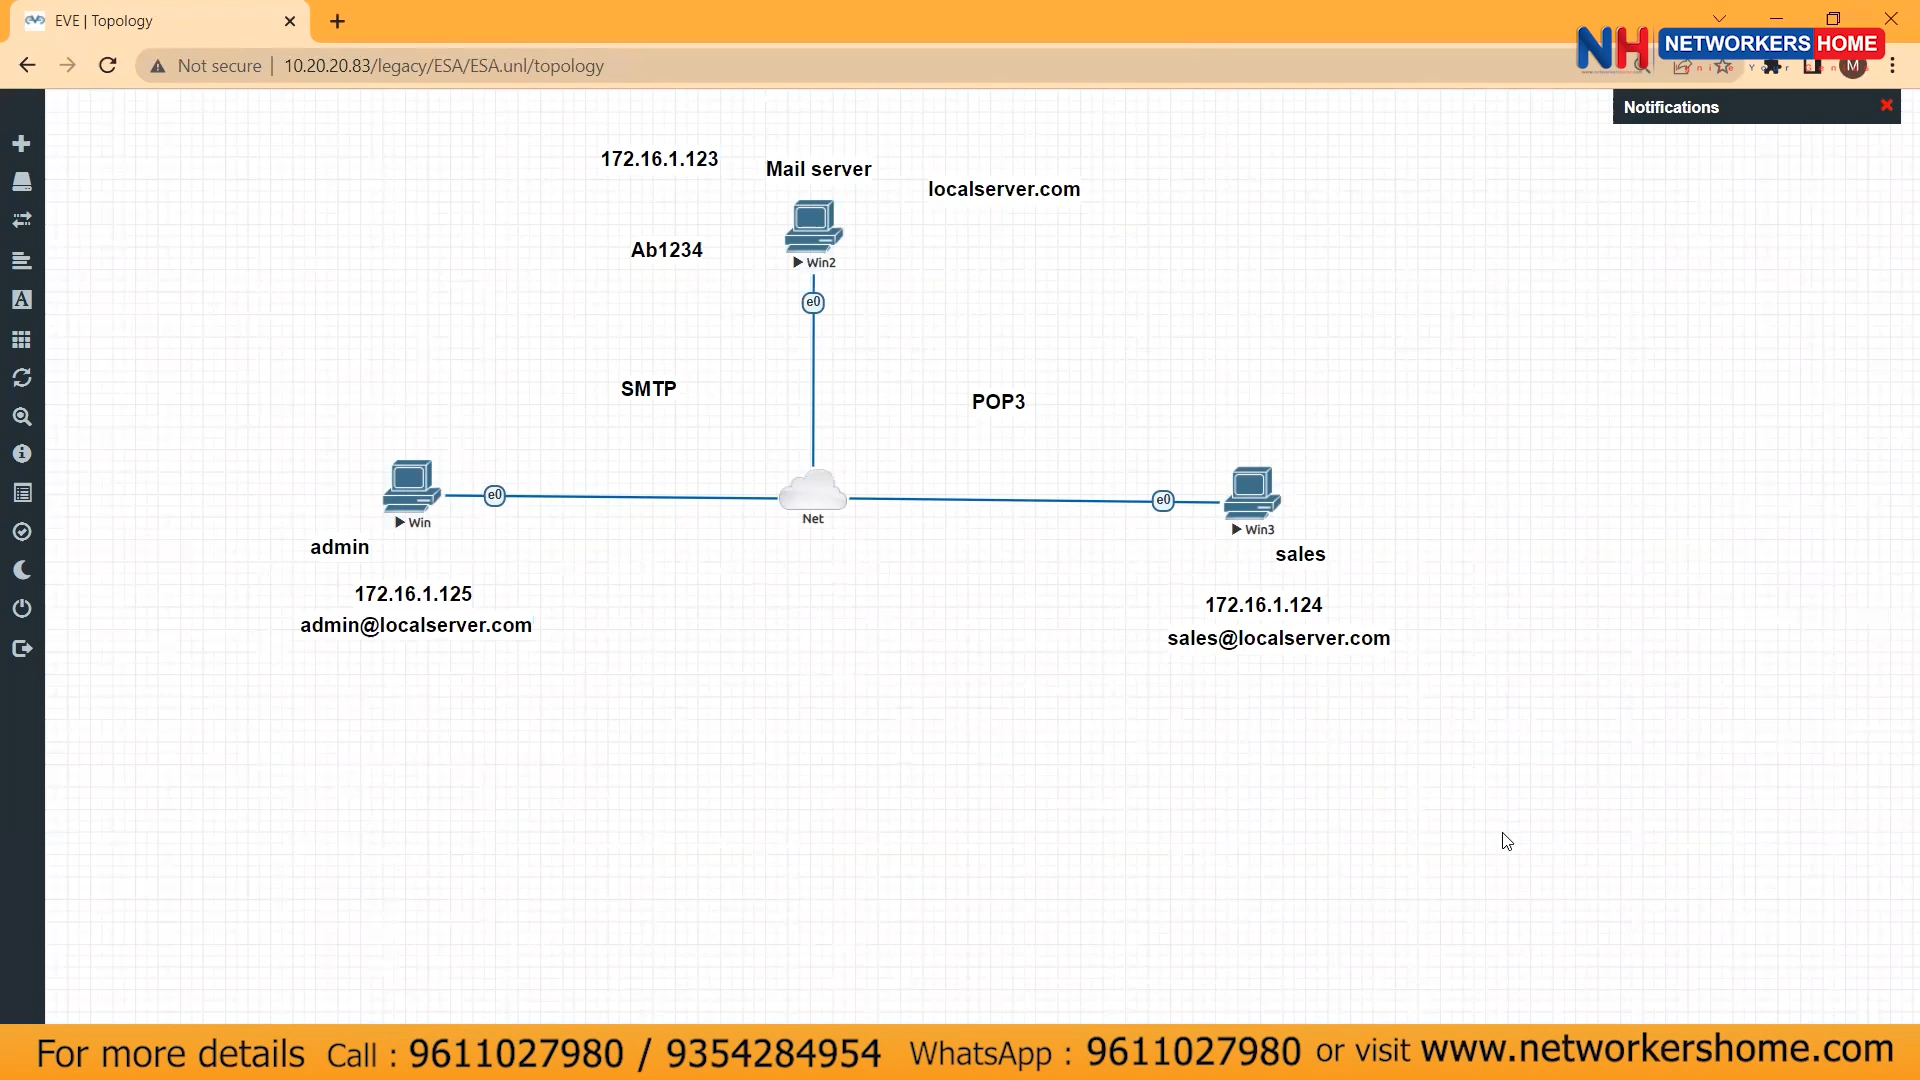 EVE | Topology
Not secure | 10.20.20.83/legacy/ESA/ESA.unl/topology
NH NETWORKERS HOME
M
Notifications
172.16.1.123
Mail server
localserver.com
Ab1234
Win2
e0
SMTP
POP3
e0
e0
Win
Net
Win3
admin
sales
172.16.1.125
172.16.1.124
admin@localserver.com
sales@localserver.com
For more details Call : 9611027980 / 9354284954 WhatsApp : 9611027980 or visit www.networkershome.com